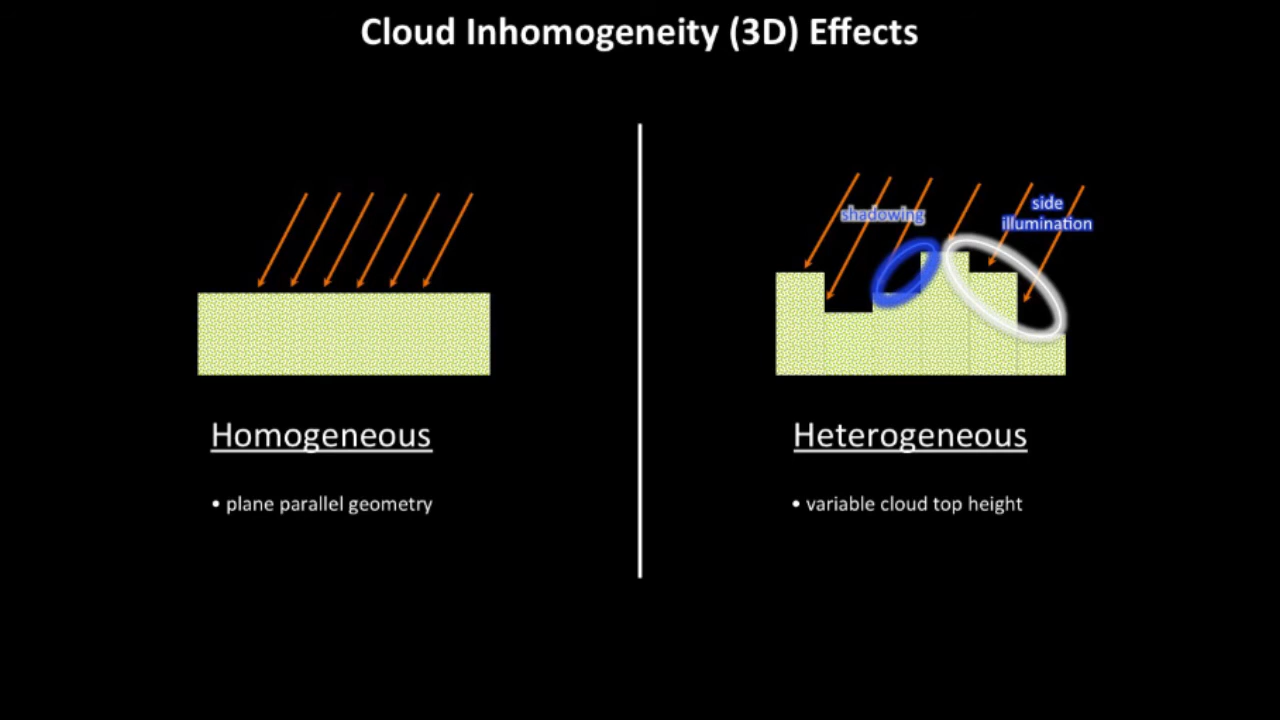 Cloud Inhomogeneity (3D) Effects
shadowing
side
illumination
Homogeneous
• plane parallel geometry
Heterogeneous
• variable cloud top height